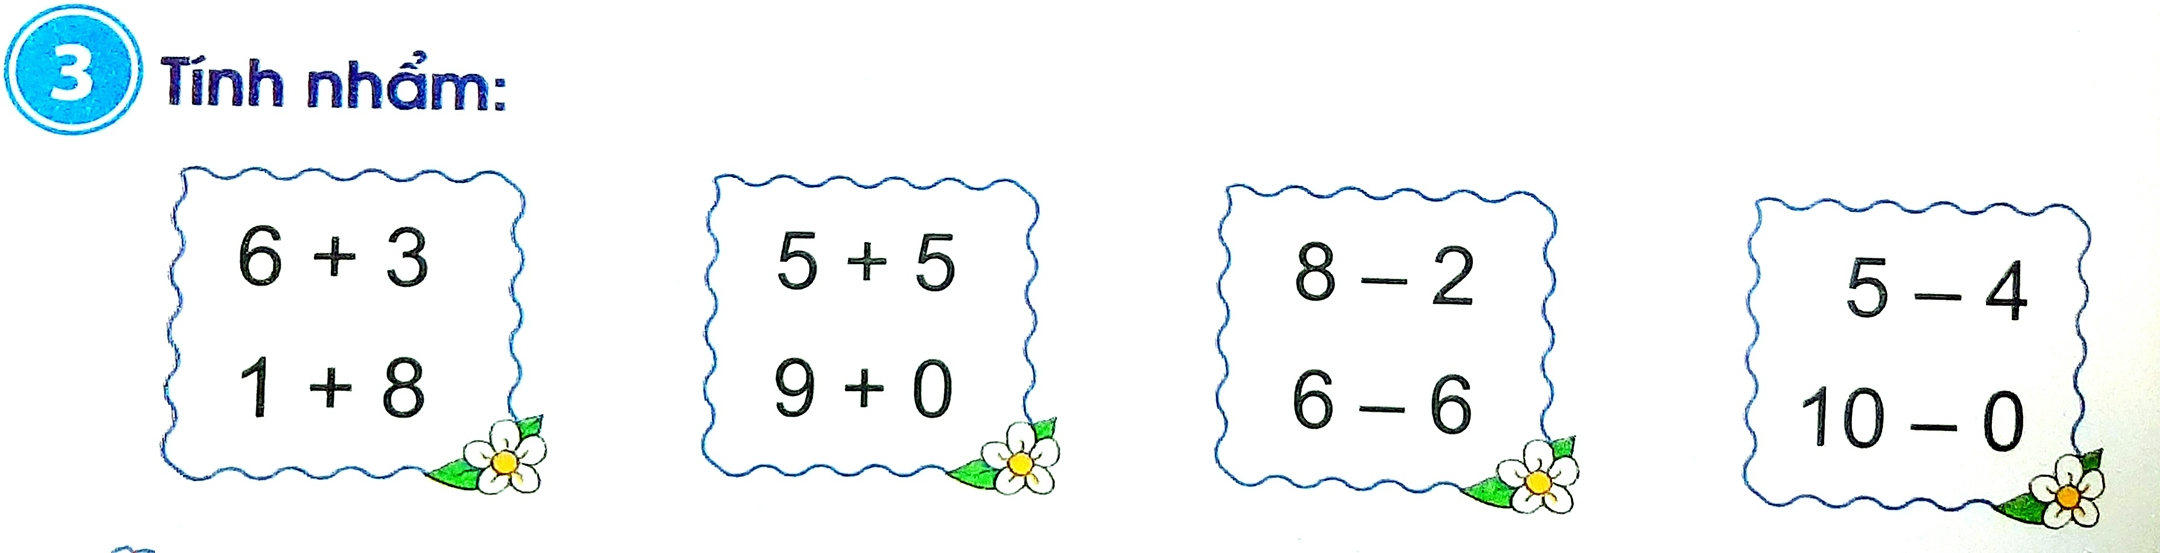 3 Tính nhẩm:
6 + 3
1 + 8
5 + 5
9 + 0
8 – 2
6 – 6
5 – 4
10 – 0